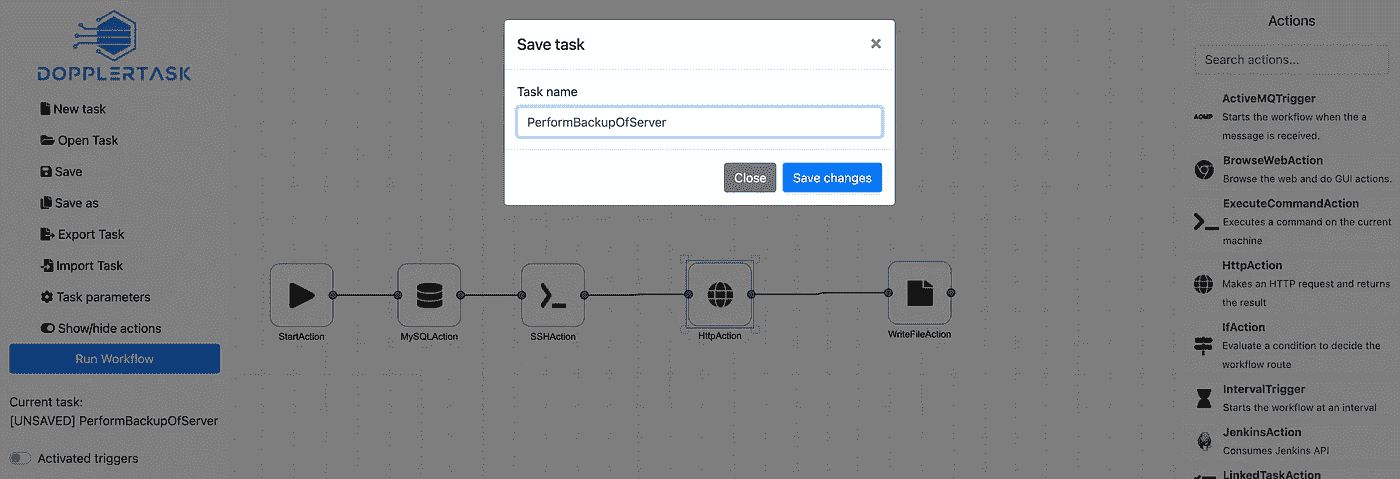 DOPPLERTASK
New task
Open Task
Save
Save as
Export Task
Import Task
Task parameters
Show/hide actions
Run Workflow
Current task:
[UNSAVED] PerformBackupOfServer
Activated triggers
Save task
×
Task name
PerformBackupOfServer
Close
Save changes
StartAction
MySQLAction
SSHAction
HttpAction
WriteFileAction
Actions
Search actions...
ActiveMQTrigger
Starts the workflow when the a
message is received.
BrowseWebAction
Browse the web and do GUI actions.
ExecuteCommandAction
Executes a command on the current
machine
HttpAction
Makes an HTTP request and returns
the result
IfAction
Evaluate a condition to decide the
workflow route
IntervalTrigger
Starts the workflow at an interval
JenkinsAction
Consumes Jenkins API
LinkedTaskAction